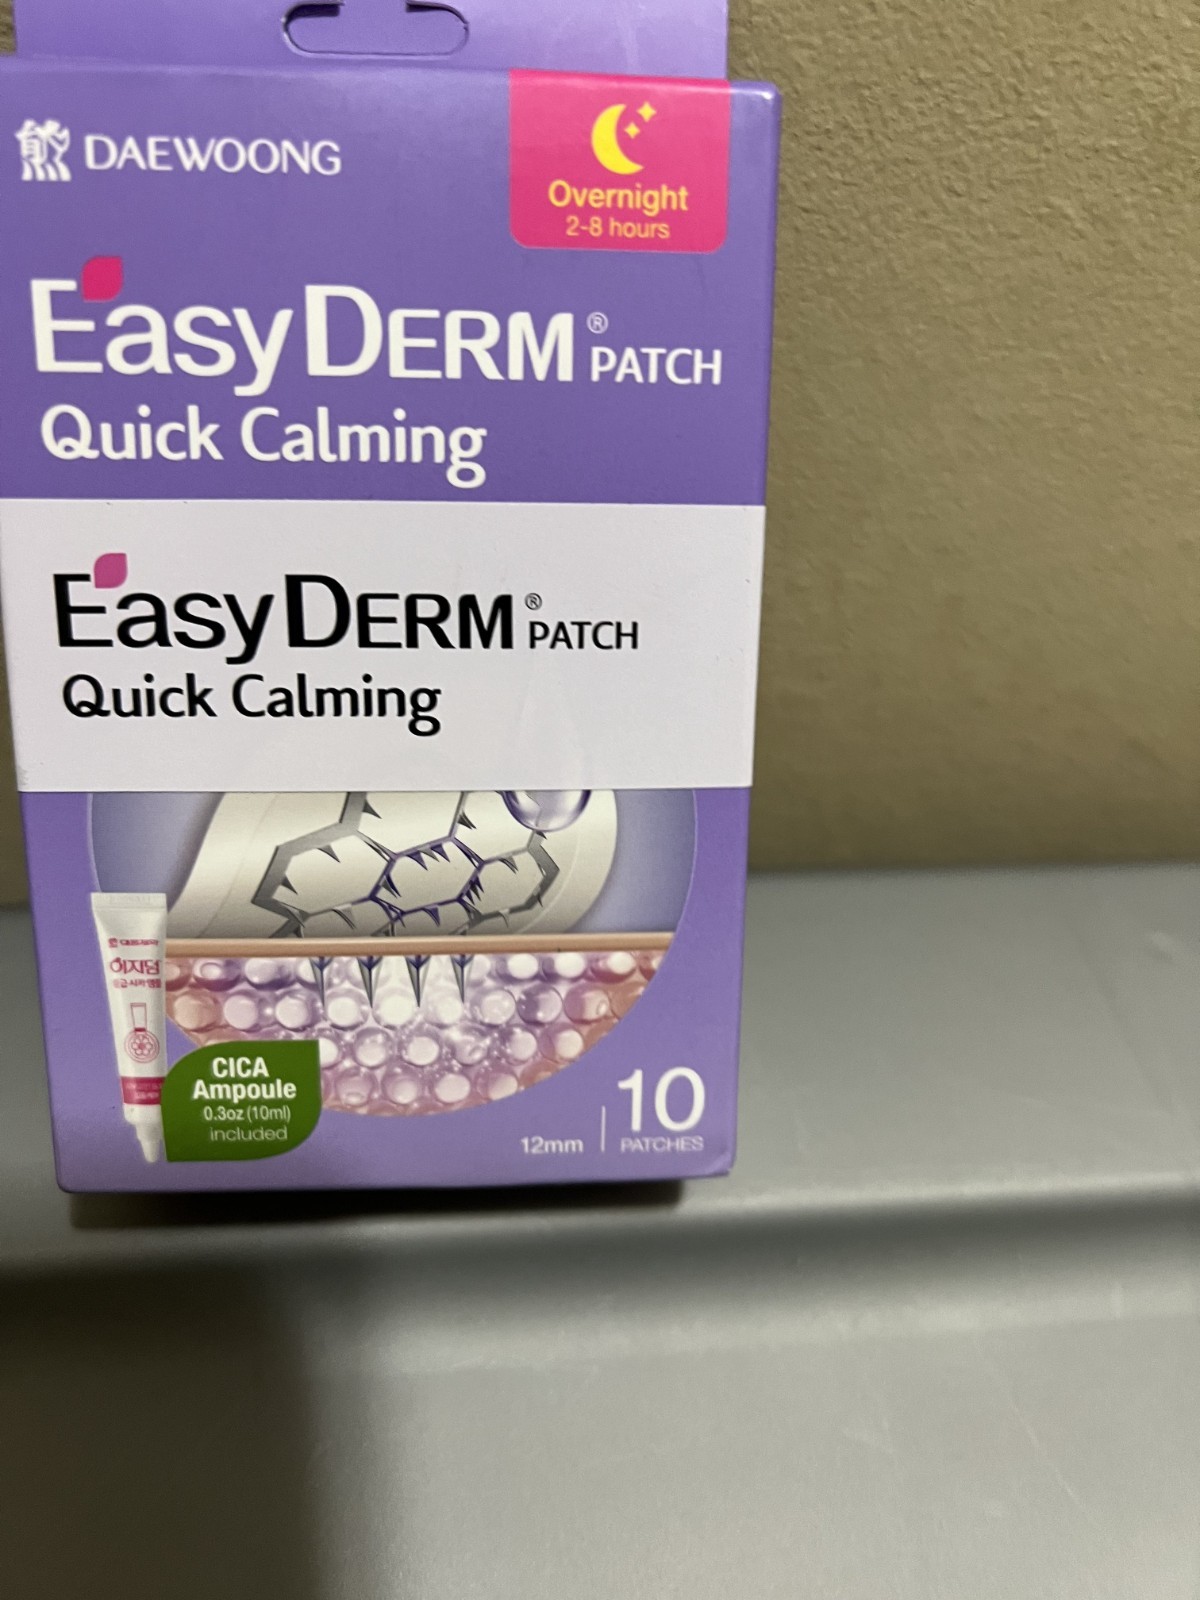 熊 DAEWOONG
Overnight
2-8 hours
EasyDERM® PATCH
Quick Calming
EasyDERM® PATCH
Quick Calming
이지덤
CICA
Ampoule
0.3oz (10ml)
included
12mm
10
PATCHES